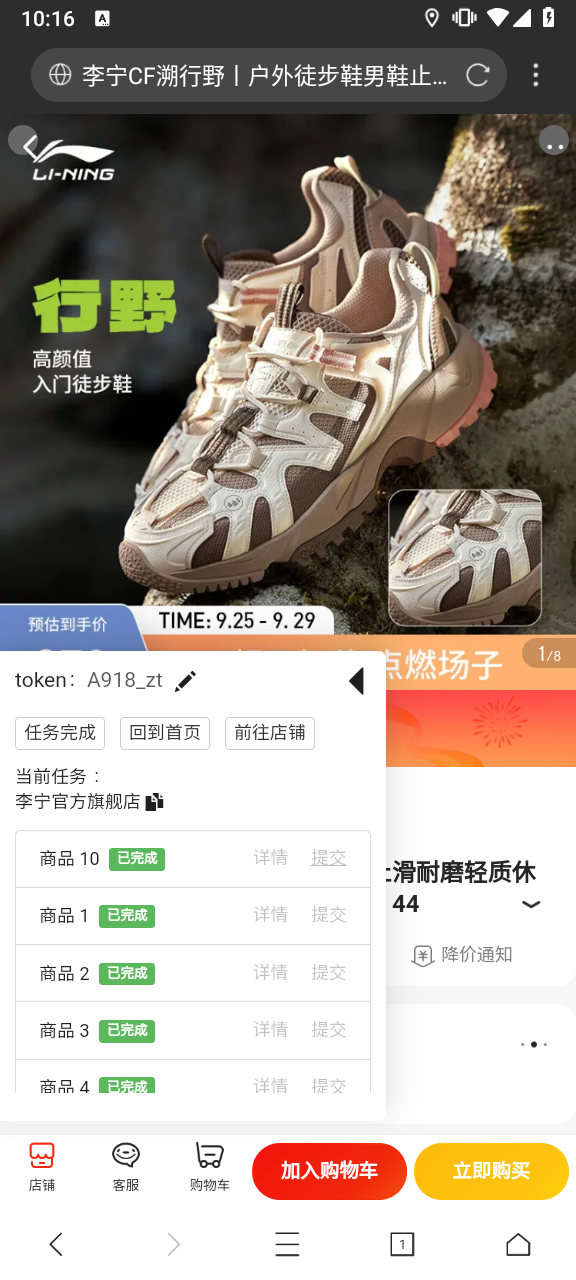 10:16
A
李宁CF溯行野丨户外徒步鞋男鞋止...
LI-NING
行野
高颜值
入门徒步鞋
预估到手价
TIME: 9.25 - 9. 29
点燃场子
1/8
token: A918_zt
任务完成 回到首页 前往店铺
当前任务：
李宁官方旗舰店
商品 10 已完成 详情 提交
商品 1 已完成 详情 提交
商品 2 已完成 详情 提交
商品 3 已完成 详情 提交
商品 4 已完成 详情 提交
滑耐磨轻质休
44
降价通知
店铺 客服 购物车 加入购物车 立即购买
1